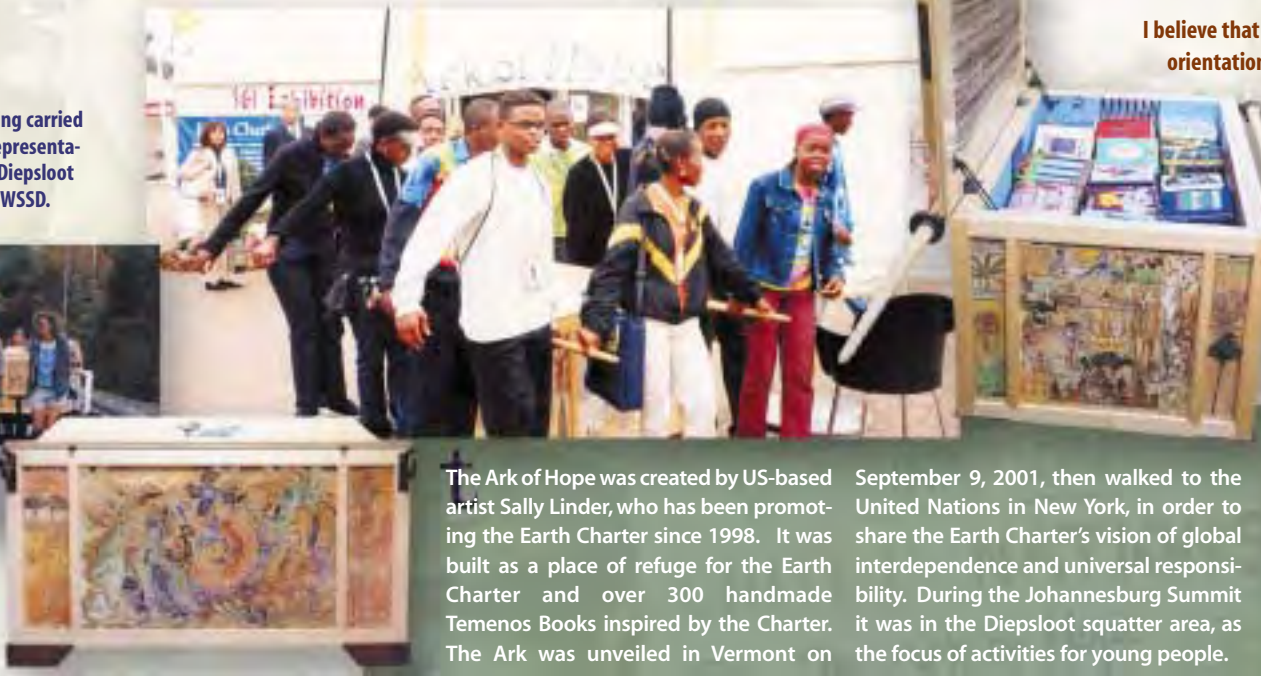 I believe that
orientation
ng carried
epresenta-
Diepsloot
WSSD.
Exhibition
The Ark of Hope was created by US-based
artist Sally Linder, who has been promot-
ing the Earth Charter since 1998. It was
built as a place of refuge for the Earth
Charter and over 300 handmade
Temenos Books inspired by the Charter.
The Ark was unveiled in Vermont on
September 9, 2001, then walked to the
United Nations in New York, in order to
share the Earth Charter's vision of global
interdependence and universal responsi-
bility. During the Johannesburg Summit
it was in the Diepsloot squatter area, as
the focus of activities for young people.